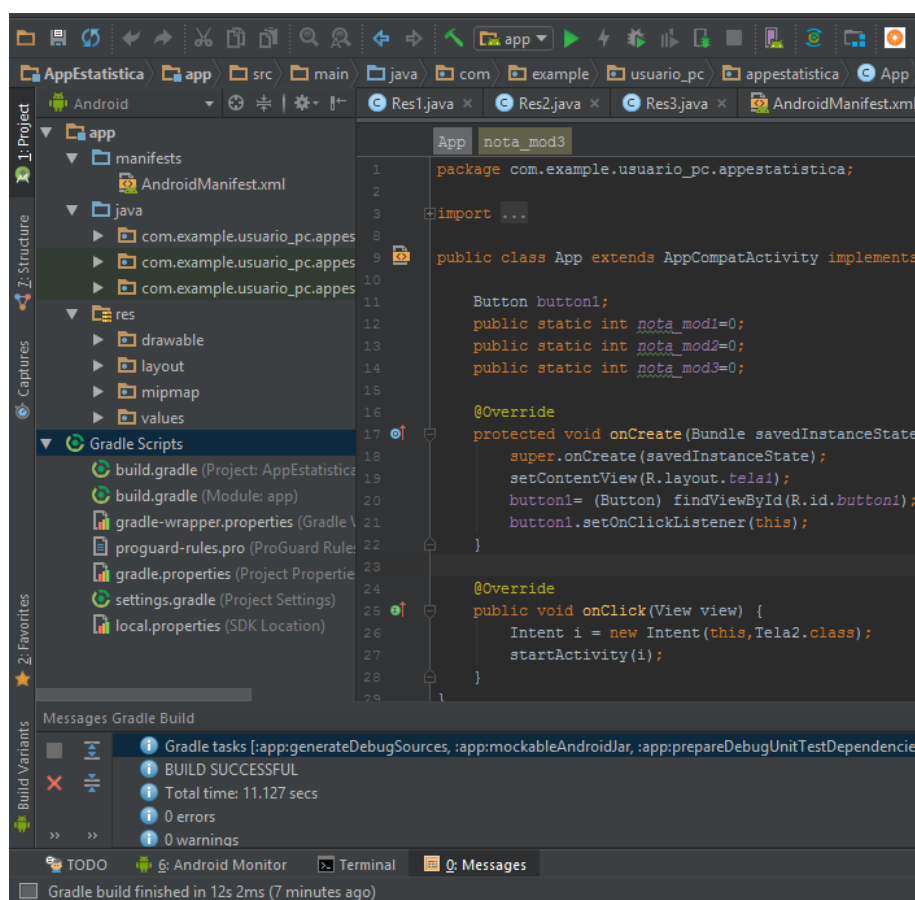 app
AppEstatistica app src main java com example usuario_pc appestatistica App
Android
Res1.java Res2.java Res3.java AndroidManifest.xml
1: Project
Z: Structure
Captures
2: Favorites
Build Variants
app
manifests
AndroidManifest.xml
java
com.example.usuario_pc.appes
com.example.usuario_pc.appes
com.example.usuario_pc.appes
res
drawable
layout
mipmap
values
Gradle Scripts
build.gradle (Project: AppEstatistica
build.gradle (Module: app)
gradle-wrapper.properties (Gradle
proguard-rules.pro (ProGuard Rule
gradle.properties (Project Propertie
settings.gradle (Project Settings)
local.properties (SDK Location)
App nota_mod3
1 package com.example.usuario_pc.appestatistica;
2
3 import ...
8
9 public class App extends AppCompatActivity implements
10
11 Button button1;
12 public static int nota_mod1=0;
13 public static int nota_mod2=0;
14 public static int nota_mod3=0;
15
16 @Override
17 protected void onCreate(Bundle savedInstanceState
18 super.onCreate(savedInstanceState);
19 setContentView(R.layout.tela1);
20 button1= (Button) findViewById(R.id.button1);
21 button1.setOnClickListener(this);
22 }
23
24 @Override
25 public void onClick(View view) {
26 Intent i = new Intent(this,Tela2.class);
27 startActivity(i);
28 }
29 }
Messages Gradle Build
Gradle tasks [:app:generateDebugSources, :app:mockableAndroidJar, :app:prepareDebugUnitTestDependencie
BUILD SUCCESSFUL
Total time: 11.127 secs
0 errors
0 warnings
TODO 6: Android Monitor Terminal 0: Messages
Gradle build finished in 12s 2ms (7 minutes ago)